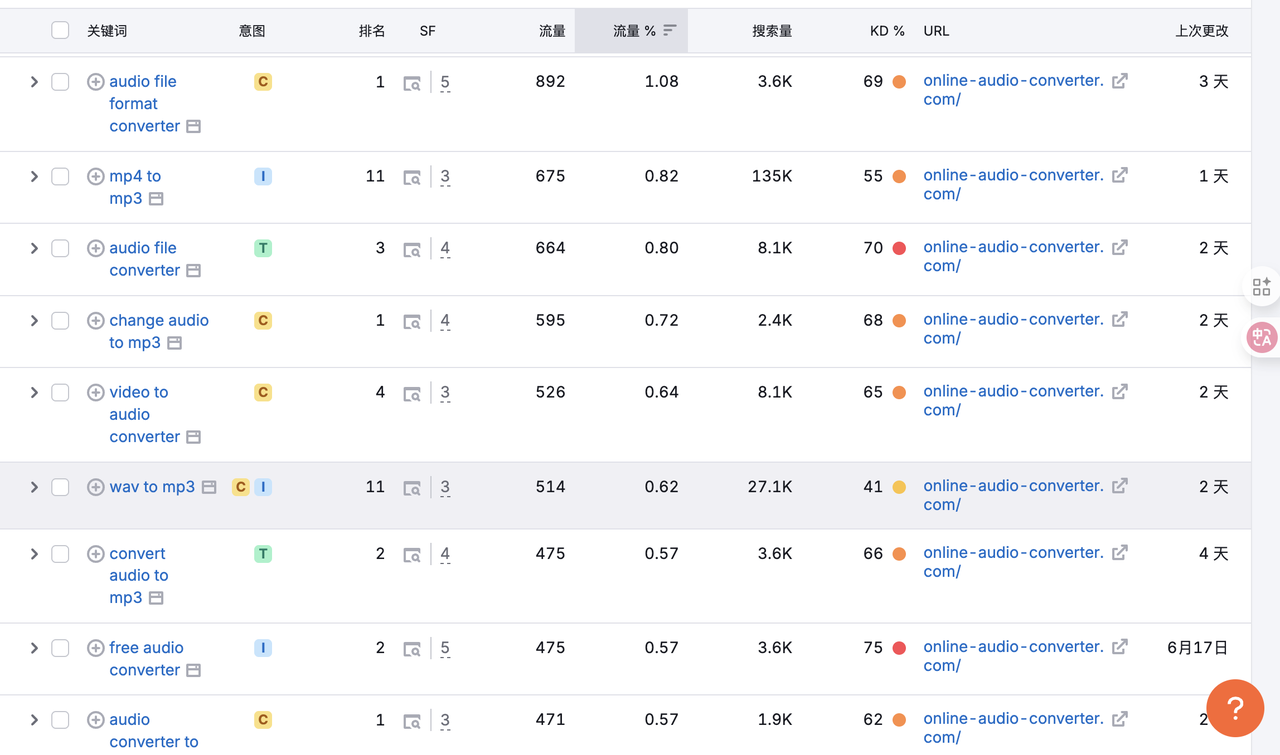 关键词 意图 排名 SF 流量 流量 % 搜索量 KD % URL 上次更改
audio file format converter C 1 5 892 1.08 3.6K 69 online-audio-converter.com/ 3 天
mp4 to mp3 I 11 3 675 0.82 135K 55 online-audio-converter.com/ 1 天
audio file converter T 3 4 664 0.80 8.1K 70 online-audio-converter.com/ 2 天
change audio to mp3 C 1 4 595 0.72 2.4K 68 online-audio-converter.com/ 2 天
video to audio converter C 4 3 526 0.64 8.1K 65 online-audio-converter.com/ 2 天
wav to mp3 C I 11 3 514 0.62 27.1K 41 online-audio-converter.com/ 2 天
convert audio to mp3 T 2 4 475 0.57 3.6K 66 online-audio-converter.com/ 4 天
free audio converter I 2 5 475 0.57 3.6K 75 online-audio-converter.com/ 6月17日
audio converter to C 1 3 471 0.57 1.9K 62 online-audio-converter.com/ 2
?
中A